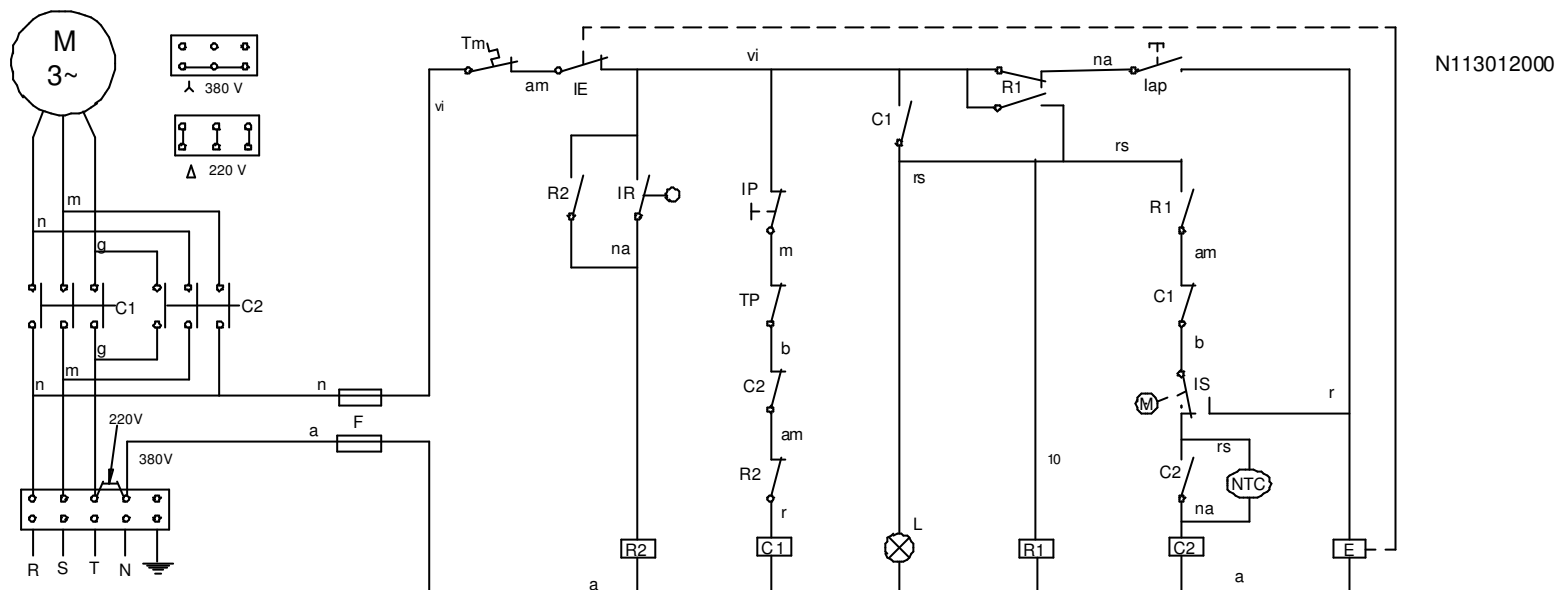 M
3~
380 V
220 V
N113012000
Tm
vi
am
IE
vi
R1
na
Iap
vi
C1
rs
rs
m
n
g
C1
C2
g
m
n
R2
IR
na
IP
m
TP
b
C2
am
R2
r
R1
am
C1
b
IS
M
r
rs
C2
NTC
na
n
F
a
220V
380V
10
L
R2
C1
R1
C2
E
R S T N
a
a